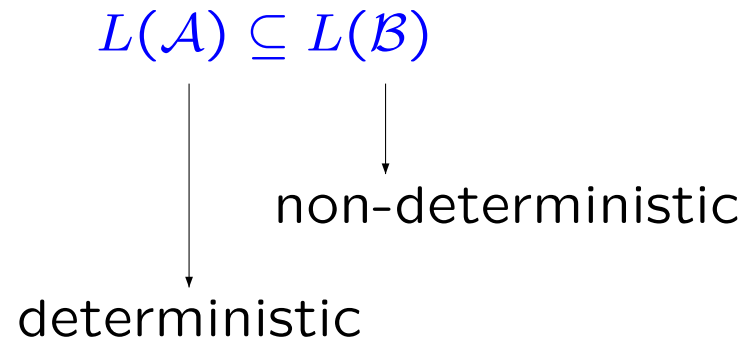 L(𝒜) ⊆ L(ℬ)
non-deterministic
deterministic